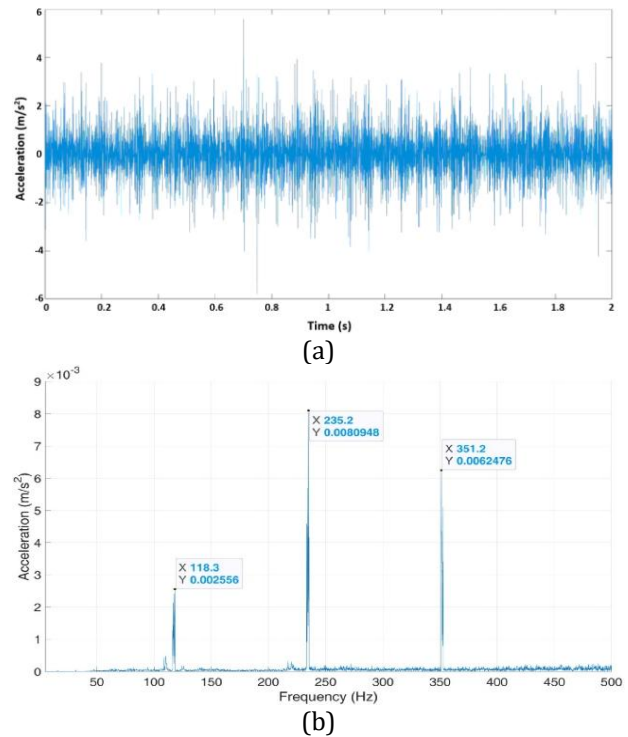 6
4
2
0
-2
-4
-6
Acceleration (m/s²)
0 0.2 0.4 0.6 0.8 1 1.2 1.4 1.6 1.8 2
Time (s)
(a)
×10⁻³
9
8
7
6
5
4
3
2
1
0
Acceleration (m/s²)
X 235.2
Y 0.0080948
X 351.2
Y 0.0062476
X 118.3
Y 0.002556
50 100 150 200 250 300 350 400 450 500
Frequency (Hz)
(b)